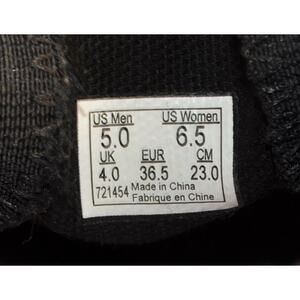 US Men US Women
5.0 6.5
UK EUR CM
4.0 36.5 23.0
721454 Made in China
Fabrique en Chine